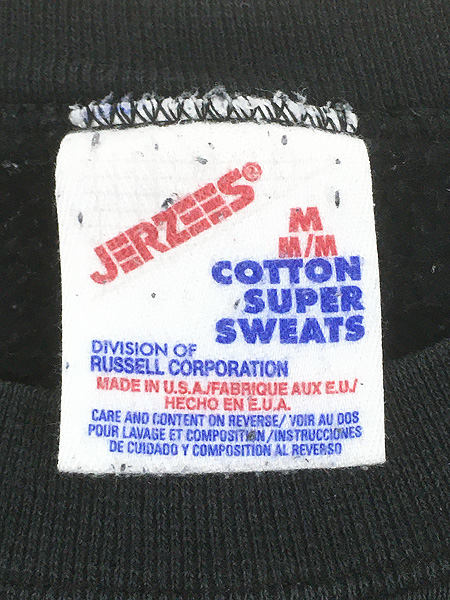 JERZEES®
M
M/M
COTTON
SUPER
SWEATS
DIVISION OF
RUSSELL CORPORATION
MADE IN U.S.A./FABRIQUE AUX E.U./
HECHO EN E.U.A.
CARE AND CONTENT ON REVERSE/ VOIR AU DOS
POUR LAVAGE ET COMPOSITION/INSTRUCCIONES
DE CUIDADO Y COMPOSITION AL REVERSO